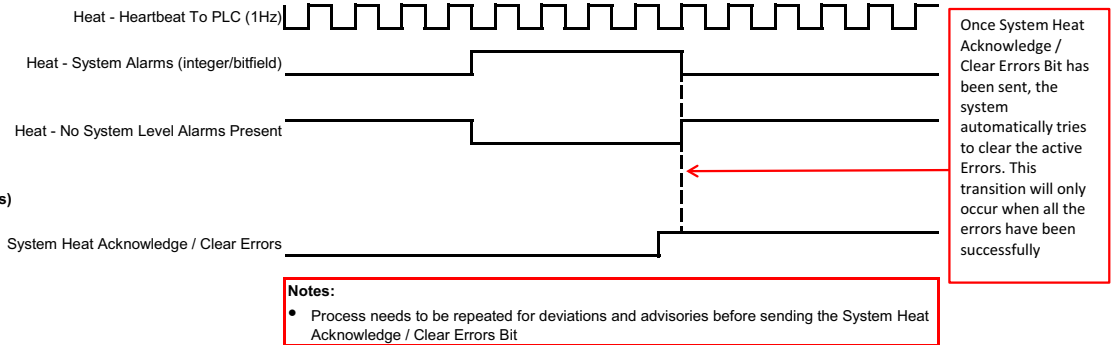 Heat - Heartbeat To PLC (1Hz)
Heat - System Alarms (integer/bitfield)
Heat - No System Level Alarms Present
s)
System Heat Acknowledge / Clear Errors
Once System Heat
Acknowledge /
Clear Errors Bit has
been sent, the
system
automatically tries
to clear the active
Errors. This
transition will only
occur when all the
errors have been
successfully
Notes:
• Process needs to be repeated for deviations and advisories before sending the System Heat
Acknowledge / Clear Errors Bit